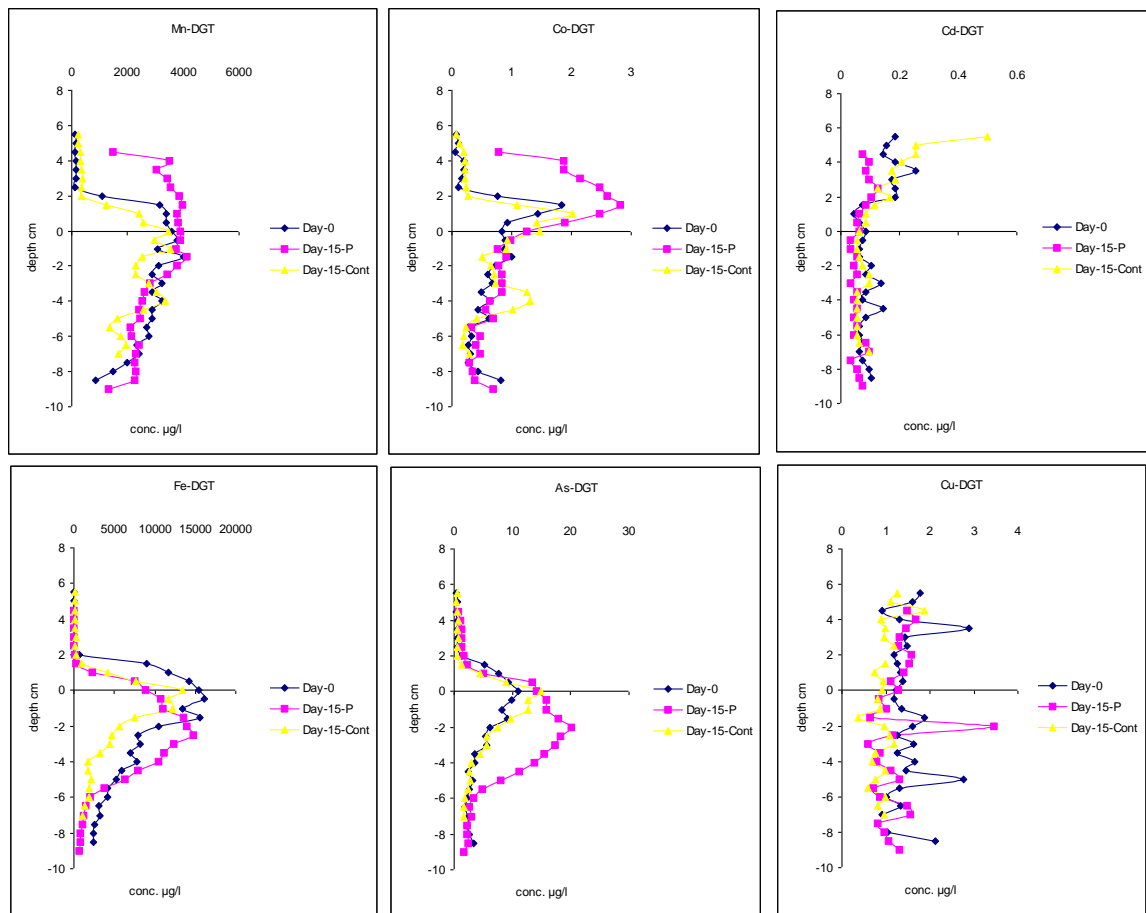 Mn-DGT
0 2000 4000 6000
8
6
4
2
0
-2
-4
-6
-8
-10
depth cm
conc. µg/l
Day-0
Day-15-P
Day-15-Cont
Co-DGT
0 1 2 3
8
6
4
2
0
-2
-4
-6
-8
-10
depth cm
conc. µg/l
Day-0
Day-15-P
Day-15-Cont
Cd-DGT
0 0.2 0.4 0.6
8
6
4
2
0
-2
-4
-6
-8
-10
depth cm
conc. µg/l
Day-0
Day-15-P
Day-15-Cont
Fe-DGT
0 5000 10000 15000 20000
8
6
4
2
0
-2
-4
-6
-8
-10
depth cm
conc. µg/l
Day-0
Day-15-P
Day-15-Cont
As-DGT
0 10 20 30
8
6
4
2
0
-2
-4
-6
-8
-10
depth cm
conc. µg/l
Day-0
Day-15-P
Day-15-Cont
Cu-DGT
0 1 2 3 4
8
6
4
2
0
-2
-4
-6
-8
-10
depth cm
conc. µg/l
Day-0
Day-15-P
Day-15-Cont